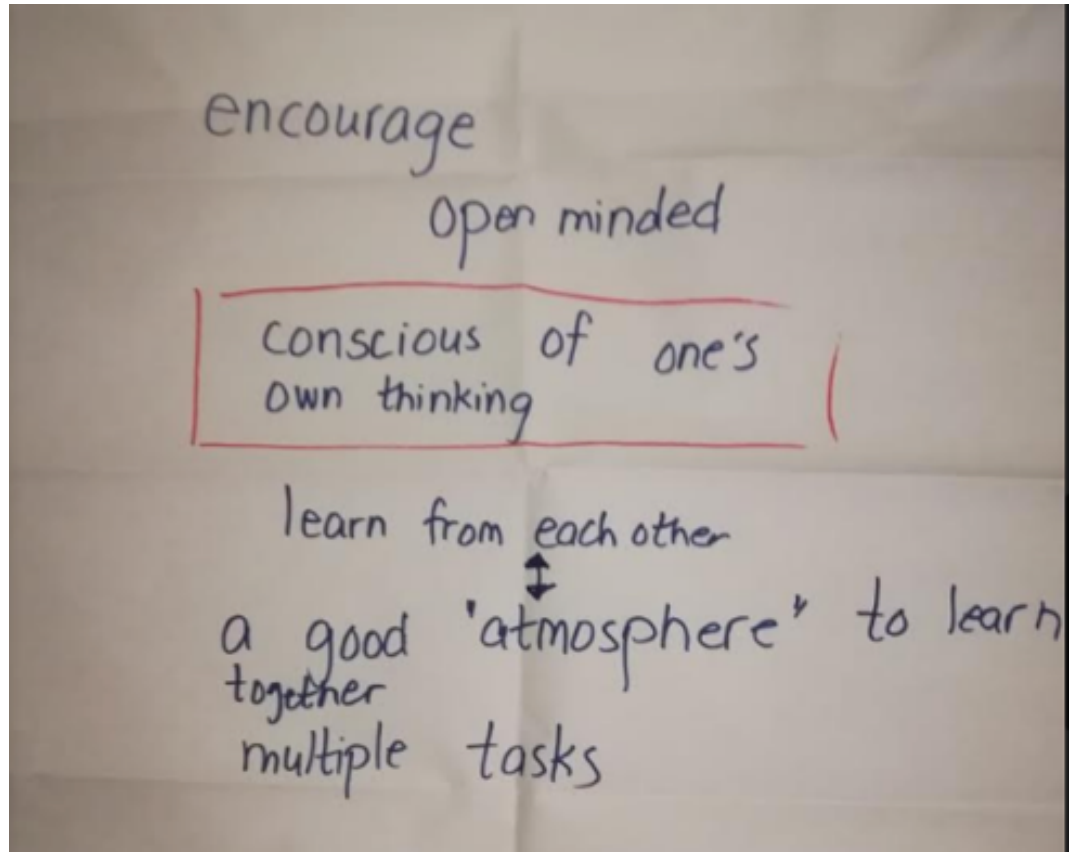 encourage
open minded
conscious of one's
own thinking
learn from each other
a good 'atmosphere" to learn
together
multiple tasks